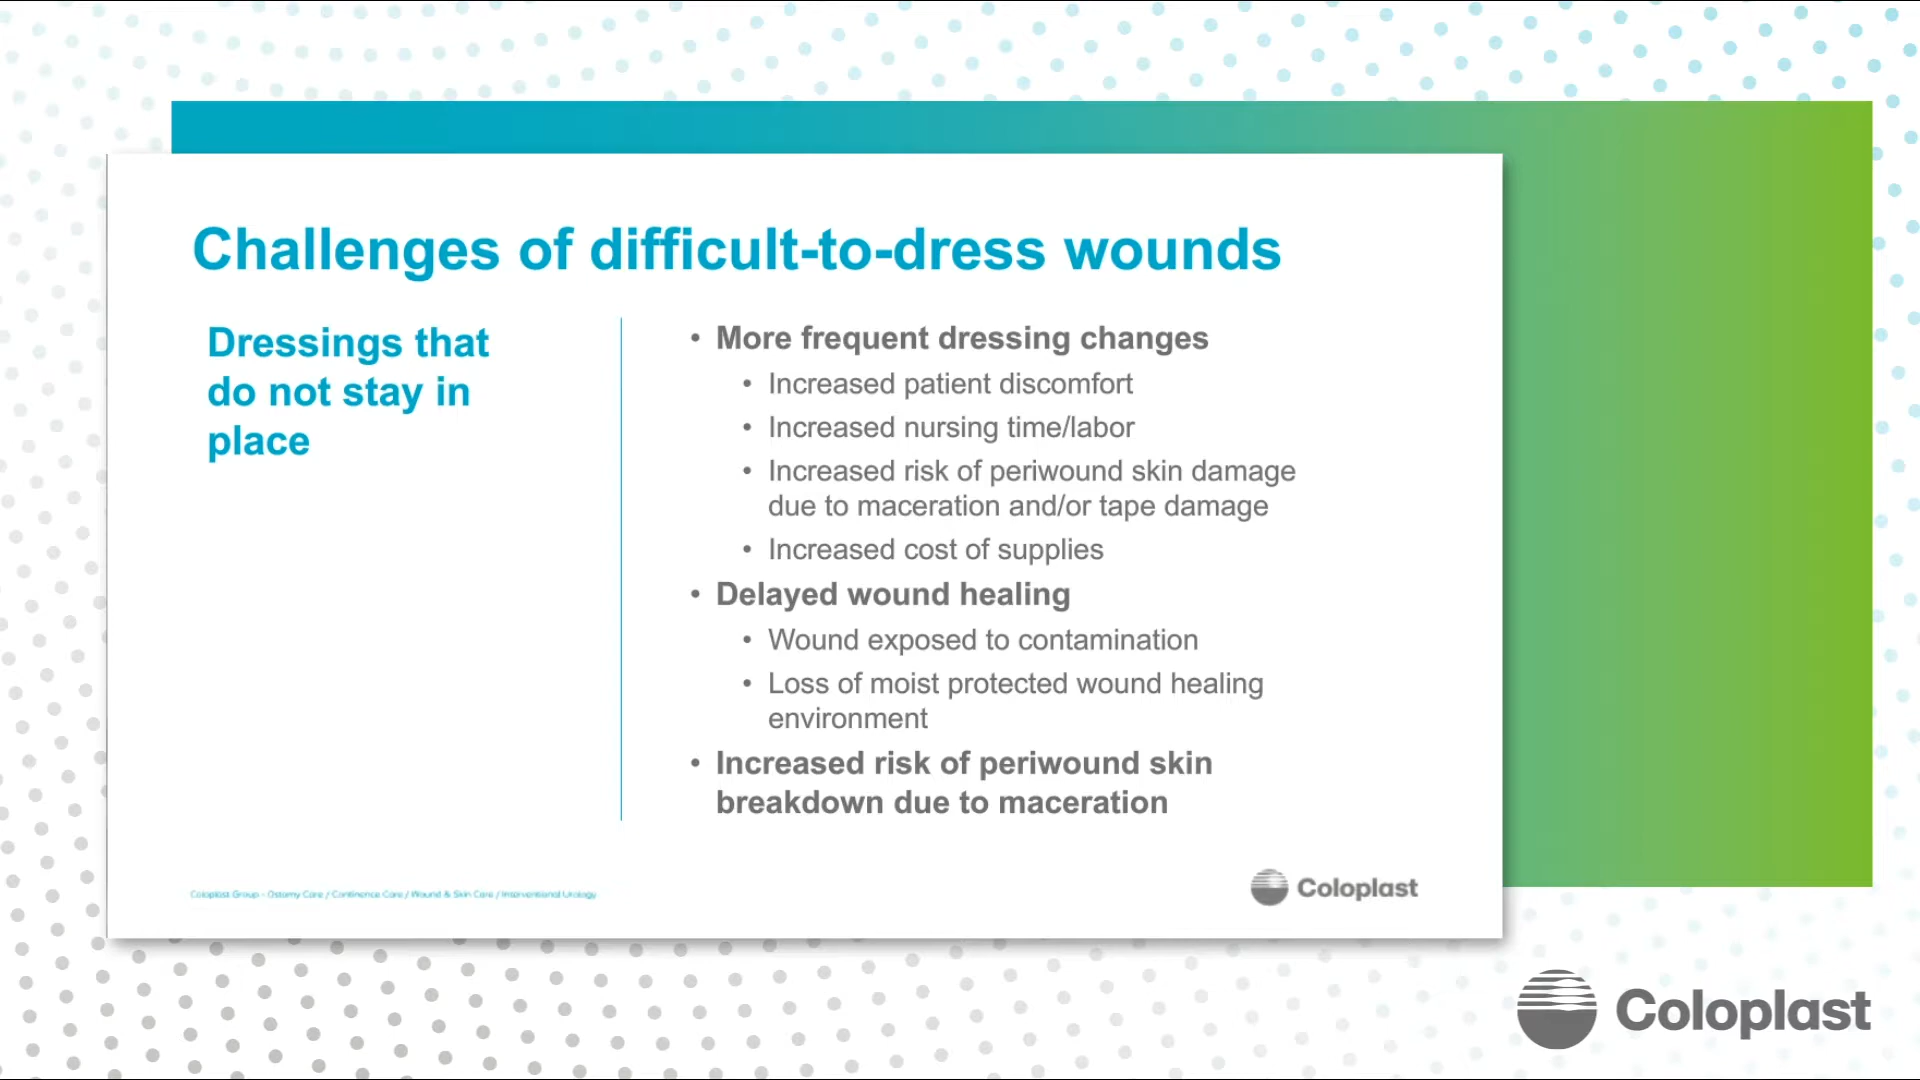 Challenges of difficult-to-dress wounds
Dressings that
do not stay in
place
• More frequent dressing changes
• Increased patient discomfort
• Increased nursing time/labor
• Increased risk of periwound skin damage
due to maceration and/or tape damage
• Increased cost of supplies
• Delayed wound healing
• Wound exposed to contamination
• Loss of moist protected wound healing
environment
• Increased risk of periwound skin
breakdown due to maceration
Coloplast Group - Ostomy Care / Continence Care / Wound & Skin Care / Interventional Urology
Coloplast
Coloplast